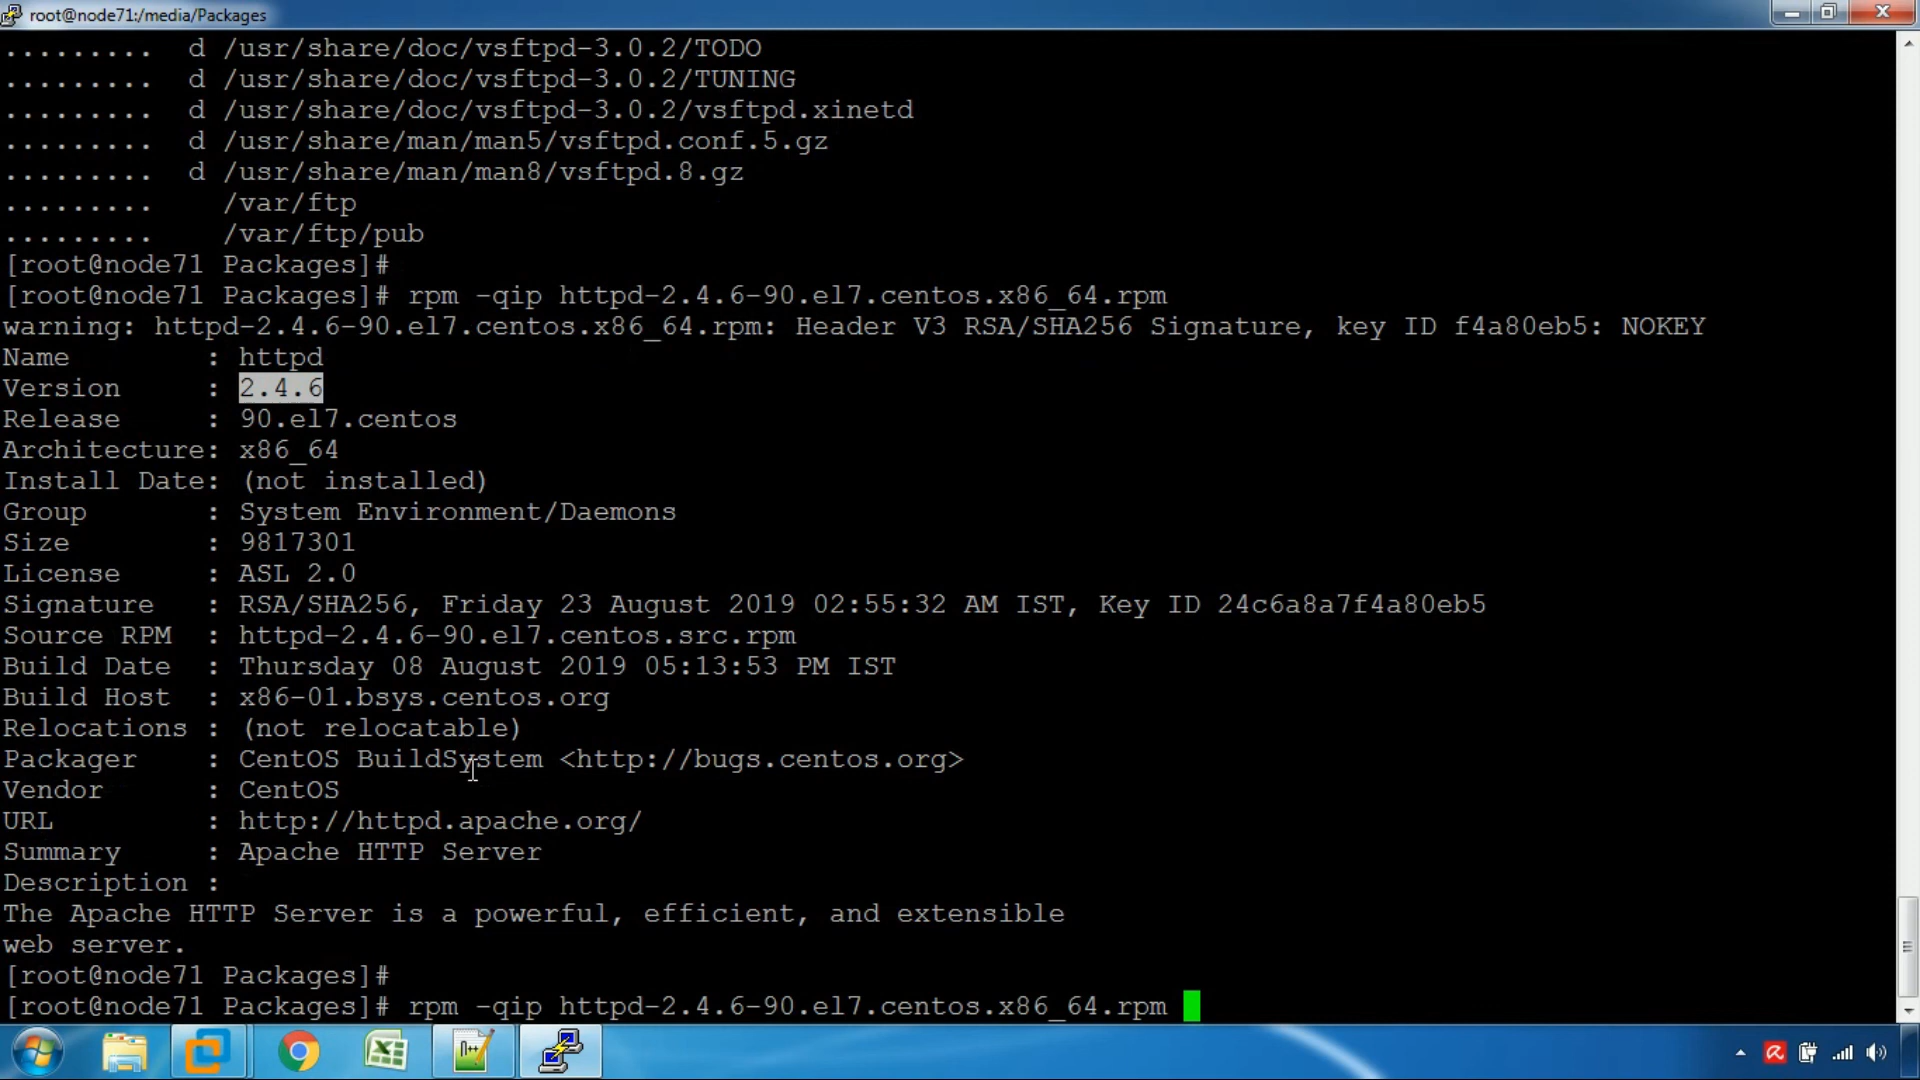 root@node71:/media/Packages
......... d /usr/share/doc/vsftpd-3.0.2/TODO
......... d /usr/share/doc/vsftpd-3.0.2/TUNING
......... d /usr/share/doc/vsftpd-3.0.2/vsftpd.xinetd
......... d /usr/share/man/man5/vsftpd.conf.5.gz
......... d /usr/share/man/man8/vsftpd.8.gz
......... /var/ftp
......... /var/ftp/pub
[root@node71 Packages]#
[root@node71 Packages]# rpm -qip httpd-2.4.6-90.el7.centos.x86_64.rpm
warning: httpd-2.4.6-90.el7.centos.x86_64.rpm: Header V3 RSA/SHA256 Signature, key ID f4a80eb5: NOKEY
Name : httpd
Version : 2.4.6
Release : 90.el7.centos
Architecture: x86_64
Install Date: (not installed)
Group : System Environment/Daemons
Size : 9817301
License : ASL 2.0
Signature : RSA/SHA256, Friday 23 August 2019 02:55:32 AM IST, Key ID 24c6a8a7f4a80eb5
Source RPM : httpd-2.4.6-90.el7.centos.src.rpm
Build Date : Thursday 08 August 2019 05:13:53 PM IST
Build Host : x86-01.bsys.centos.org
Relocations : (not relocatable)
Packager : CentOS BuildSystem <http://bugs.centos.org>
Vendor : CentOS
URL : http://httpd.apache.org/
Summary : Apache HTTP Server
Description :
The Apache HTTP Server is a powerful, efficient, and extensible
web server.
[root@node71 Packages]#
[root@node71 Packages]# rpm -qip httpd-2.4.6-90.el7.centos.x86_64.rpm